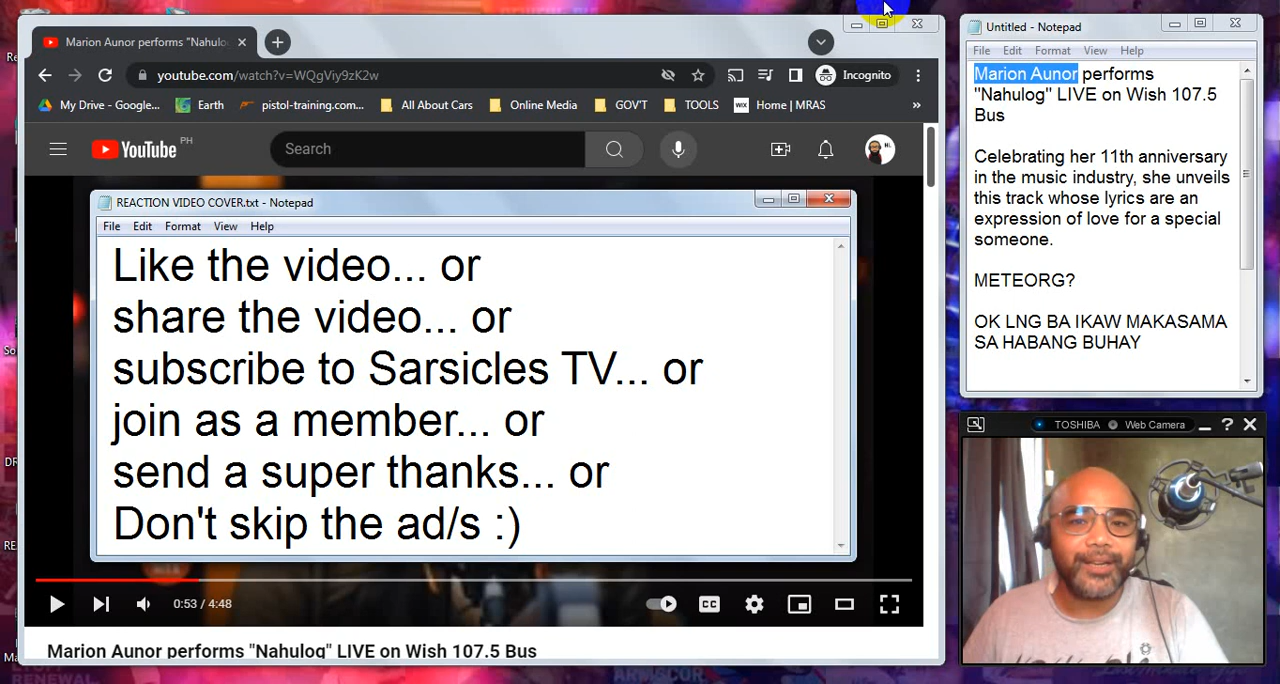 Marion Aunor performs "Nahulo
youtube.com/watch?v=WQgViy9zK2w
Incognito
My Drive - Google...
Earth
pistol-training.com...
All About Cars
Online Media
GOV'T
TOOLS
WIX
Home | MRAS
»
YouTube PH
Search
REACTION VIDEO COVER.txt - Notepad
File Edit Format View Help
Like the video... or
share the video... or
subscribe to Sarsicles TV... or
join as a member... or
send a super thanks... or
Don't skip the ad/s :)
0:53 / 4:48
CC
Marion Aunor performs "Nahulog" LIVE on Wish 107.5 Bus
Untitled - Notepad
File Edit Format View Help
Marion Aunor performs
"Nahulog" LIVE on Wish 107.5
Bus
Celebrating her 11th anniversary
in the music industry, she unveils
this track whose lyrics are an
expression of love for a special
someone.
METEORG?
OK LNG BA IKAW MAKASAMA
SA HABANG BUHAY
TOSHIBA Web Camera
RENEWAL
ARMSCOR